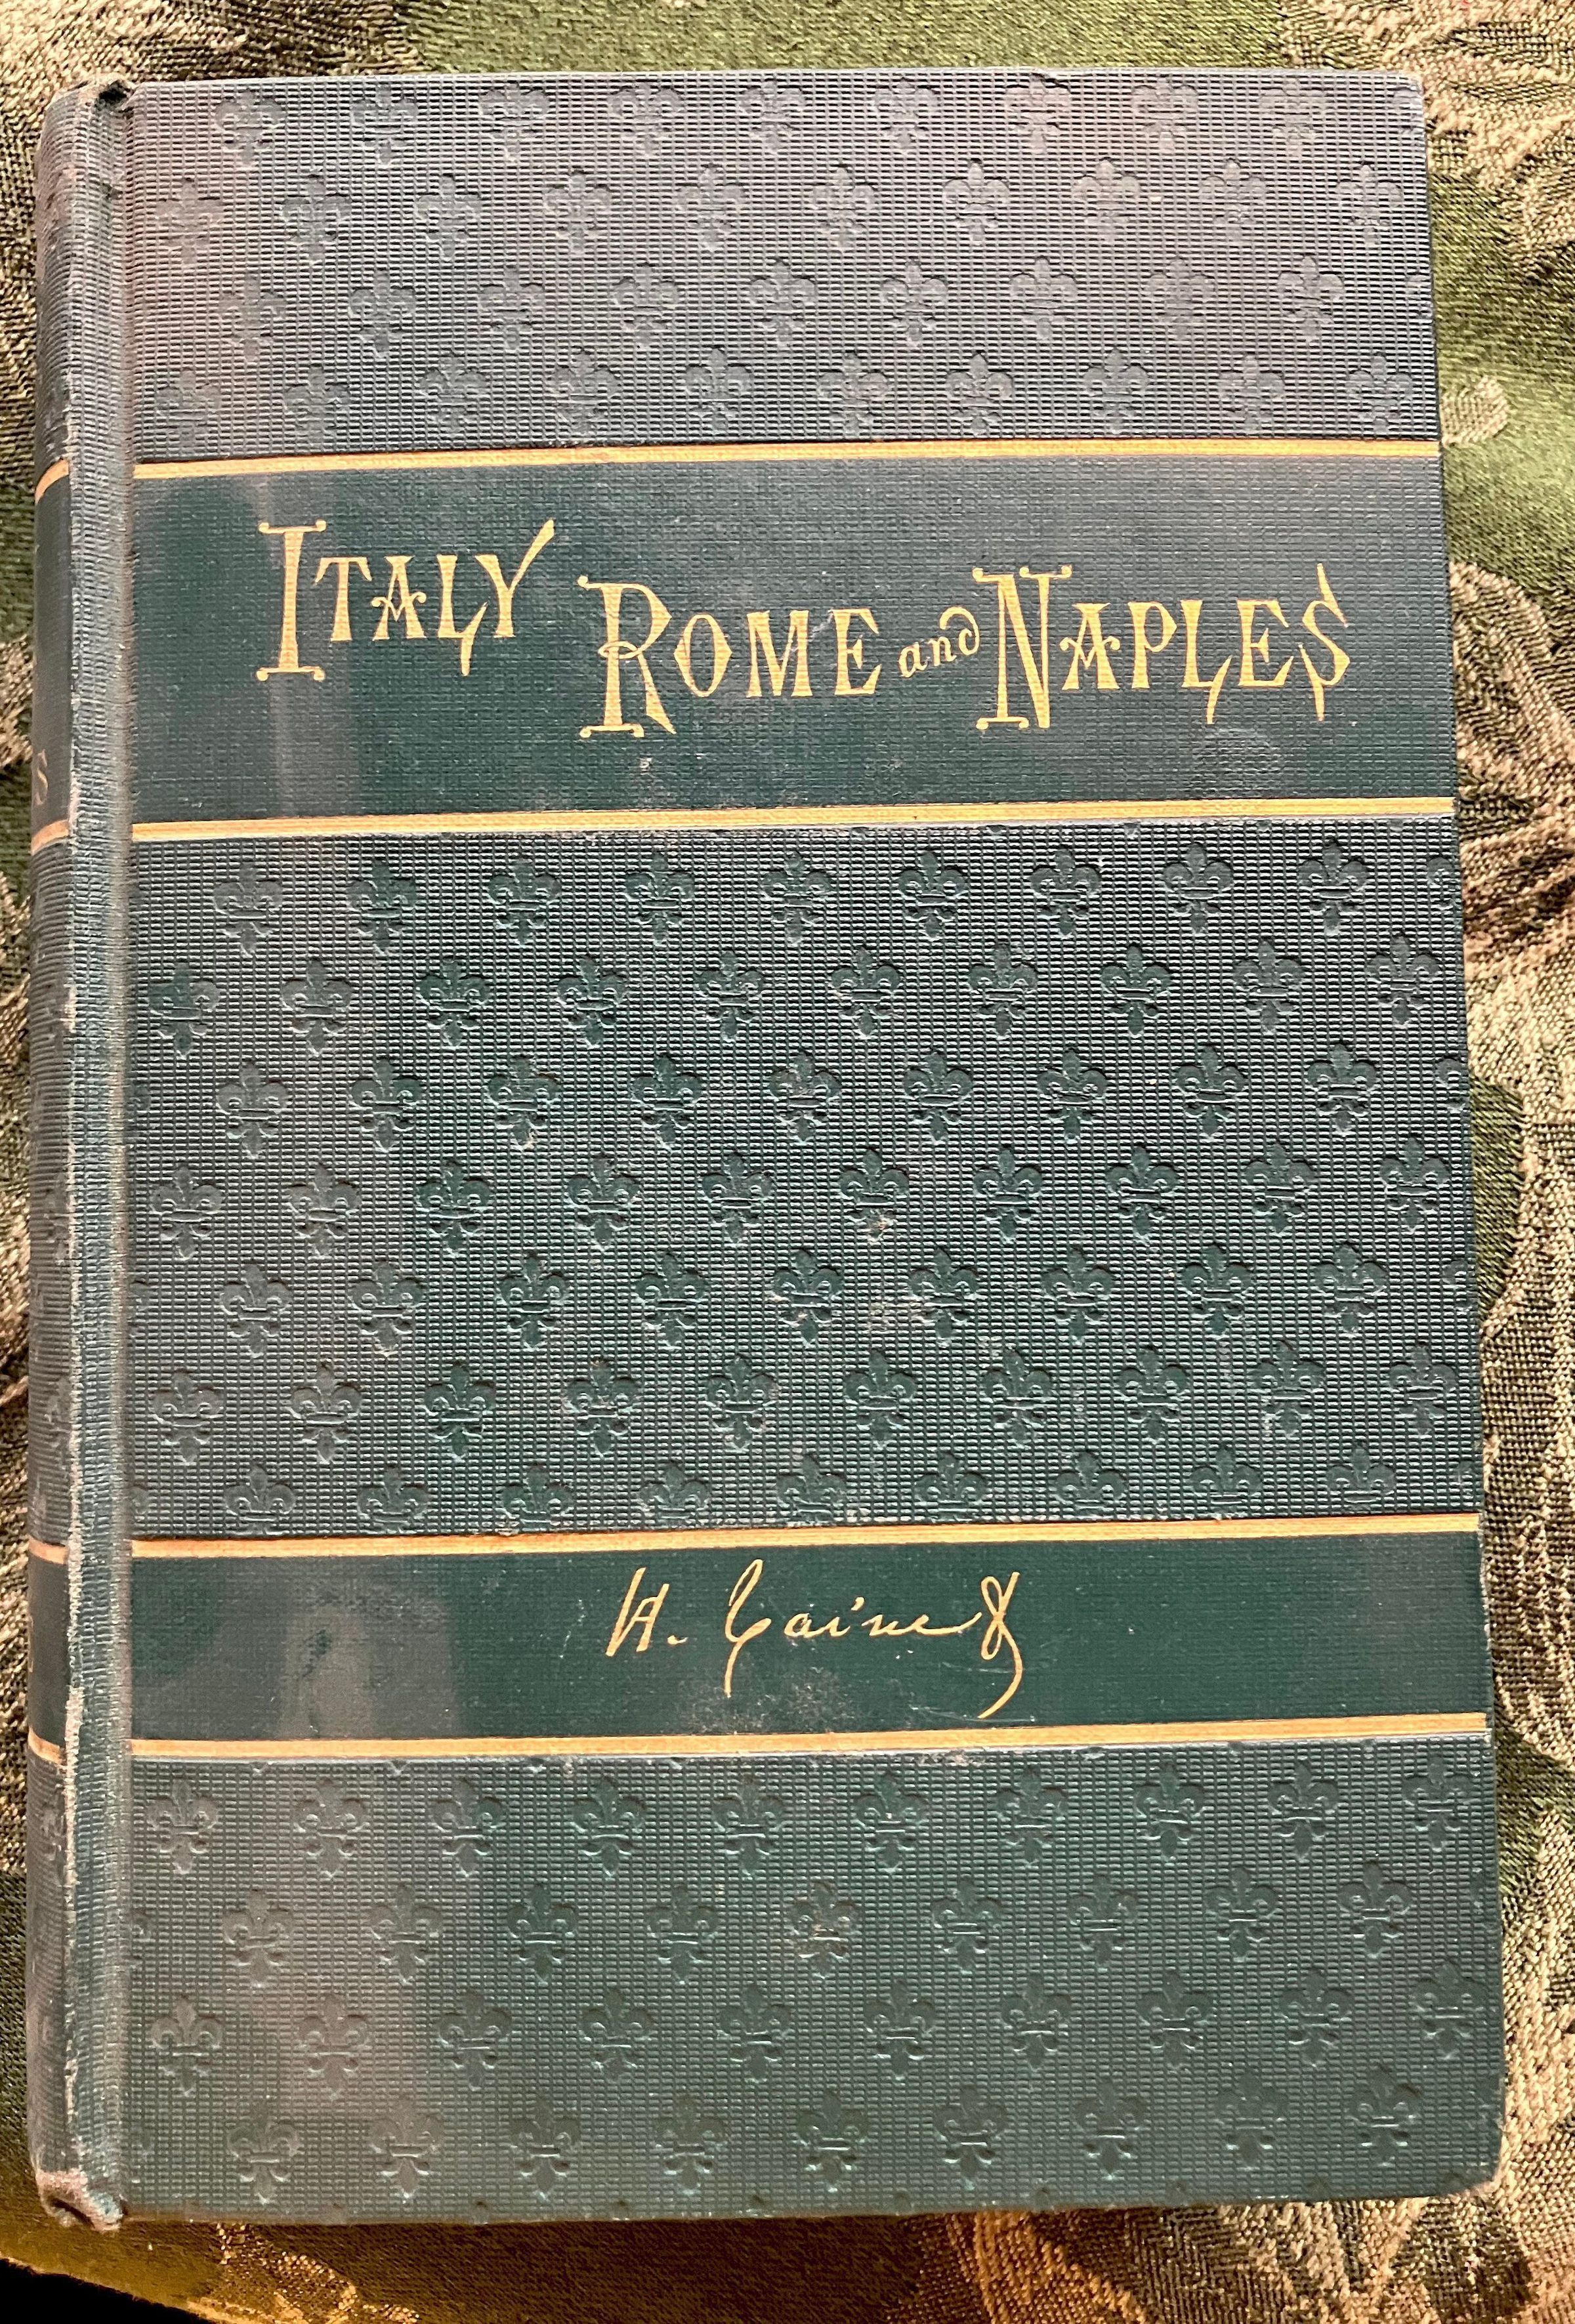 ITALY
ROME and NAPLES
H. Taine
S
S